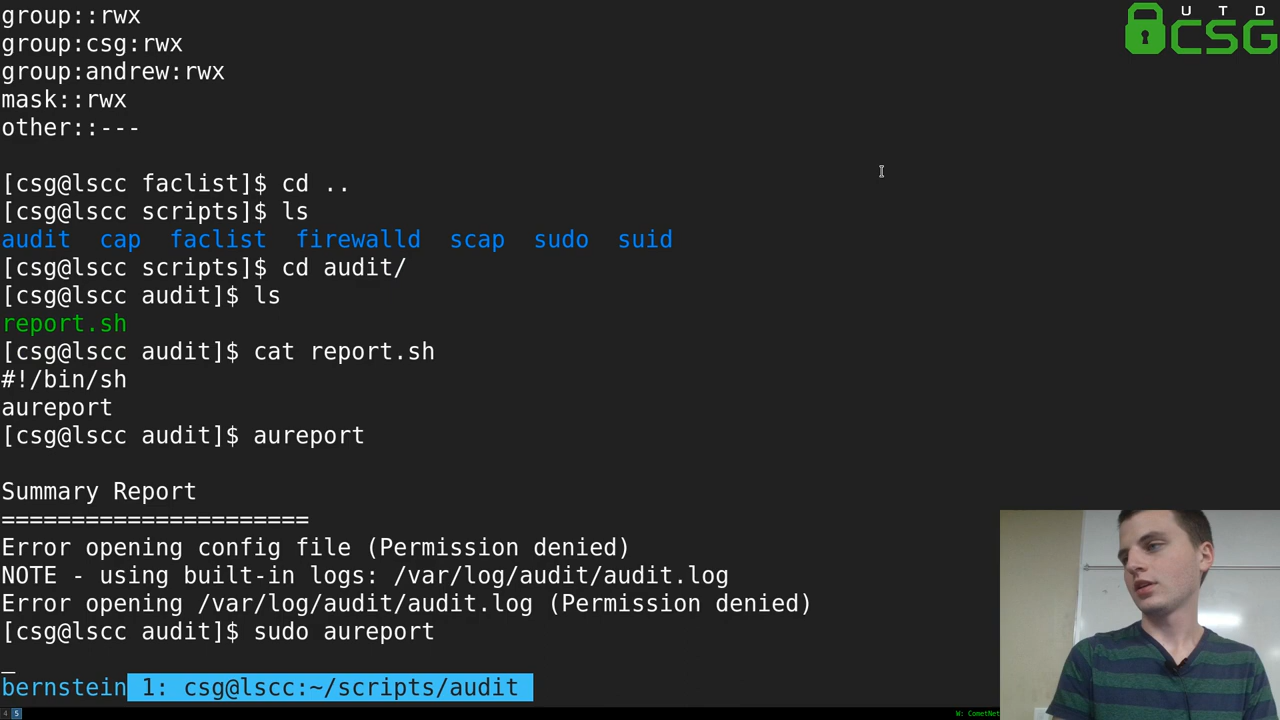 group::rwx
group:csg:rwx
group:andrew:rwx
mask::rwx
other::---
[csg@lscc faclist]$ cd ..
[csg@lscc scripts]$ ls
audit  cap  faclist  firewalld  scap  sudo  suid
[csg@lscc scripts]$ cd audit/
[csg@lscc audit]$ ls
report.sh
[csg@lscc audit]$ cat report.sh
#!/bin/sh
aureport
[csg@lscc audit]$ aureport
Summary Report
======================
Error opening config file (Permission denied)
NOTE - using built-in logs: /var/log/audit/audit.log
Error opening /var/log/audit/audit.log (Permission denied)
[csg@lscc audit]$ sudo aureport
_
bernstein 1: csg@lscc:~/scripts/audit
UTD
CSG
4 5
W: CometNet